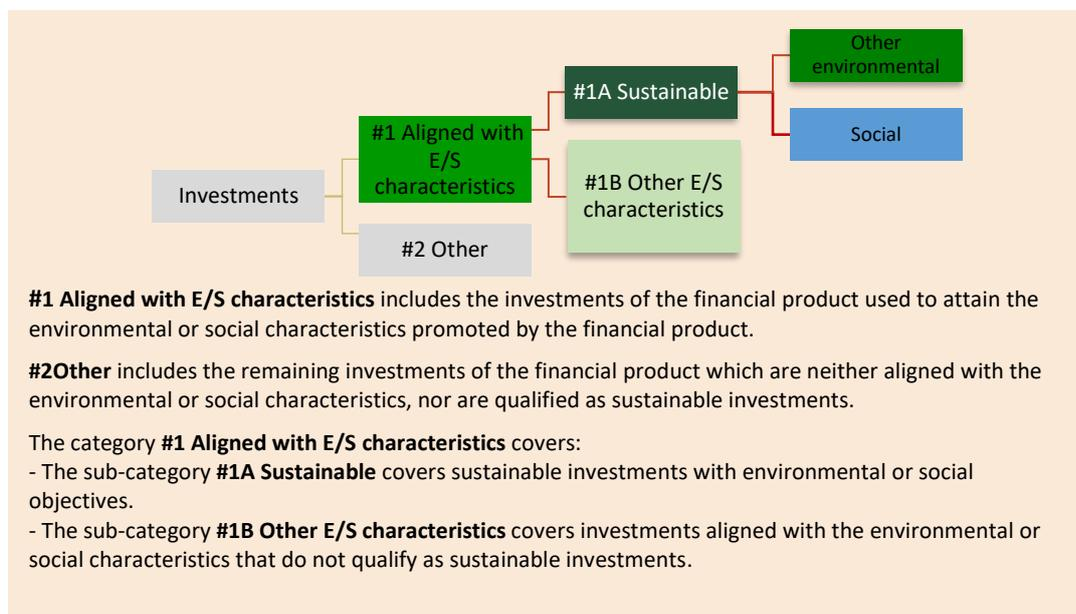 Other
environmental
#1A Sustainable
Social
#1 Aligned with
E/S
characteristics
#1B Other E/S
characteristics
Investments
#2 Other
#1 Aligned with E/S characteristics includes the investments of the financial product used to attain the
environmental or social characteristics promoted by the financial product.
#2Other includes the remaining investments of the financial product which are neither aligned with the
environmental or social characteristics, nor are qualified as sustainable investments.
The category #1 Aligned with E/S characteristics covers:
- The sub-category #1A Sustainable covers sustainable investments with environmental or social
objectives.
- The sub-category #1B Other E/S characteristics covers investments aligned with the environmental or
social characteristics that do not qualify as sustainable investments.